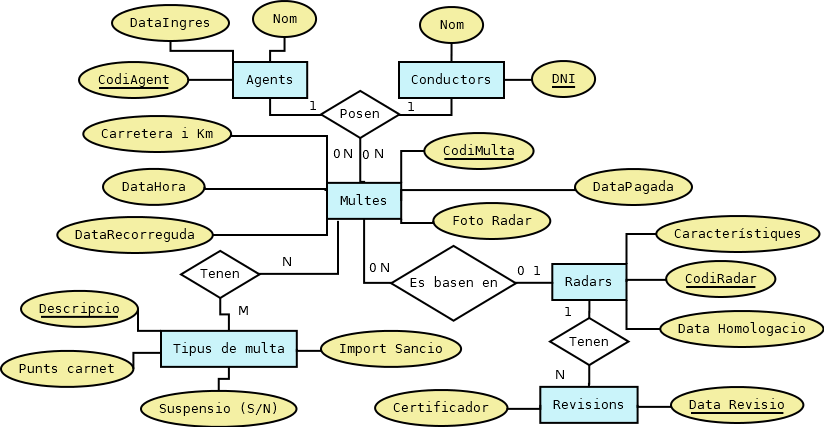 DataIngres
Nom
Nom
CodiAgent
Agents
Conductors
DNI
1
1
Posen
Carretera i Km
0 N
0 N
CodiMulta
DataHora
Multes
DataPagada
DataRecorreguda
Foto Radar
Característiques
Tenen
N
0 N
Es basen en
0 1
Radars
CodiRadar
Descripcio
M
1
Data Homologacio
Tipus de multa
Import Sancio
Tenen
Punts carnet
N
Suspensio (S/N)
Certificador
Revisions
Data Revisio